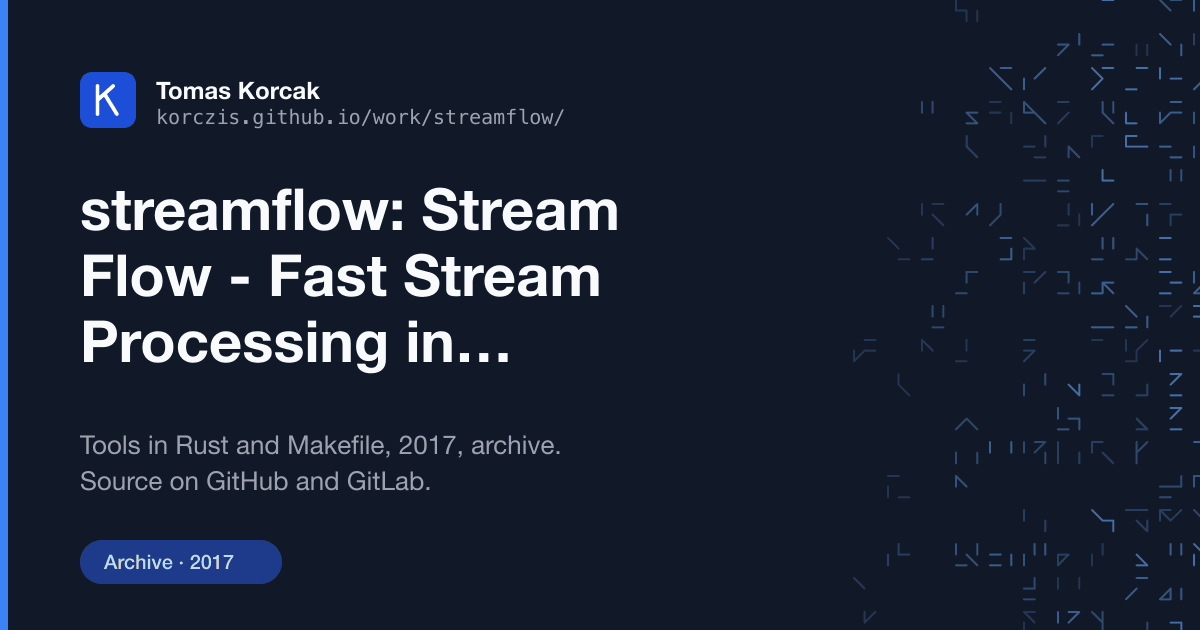 K
Tomas Korcak
korczis.github.io/work/streamflow/
streamflow: Stream
Flow - Fast Stream
Processing in…
Tools in Rust and Makefile, 2017, archive.
Source on GitHub and GitLab.
Archive · 2017